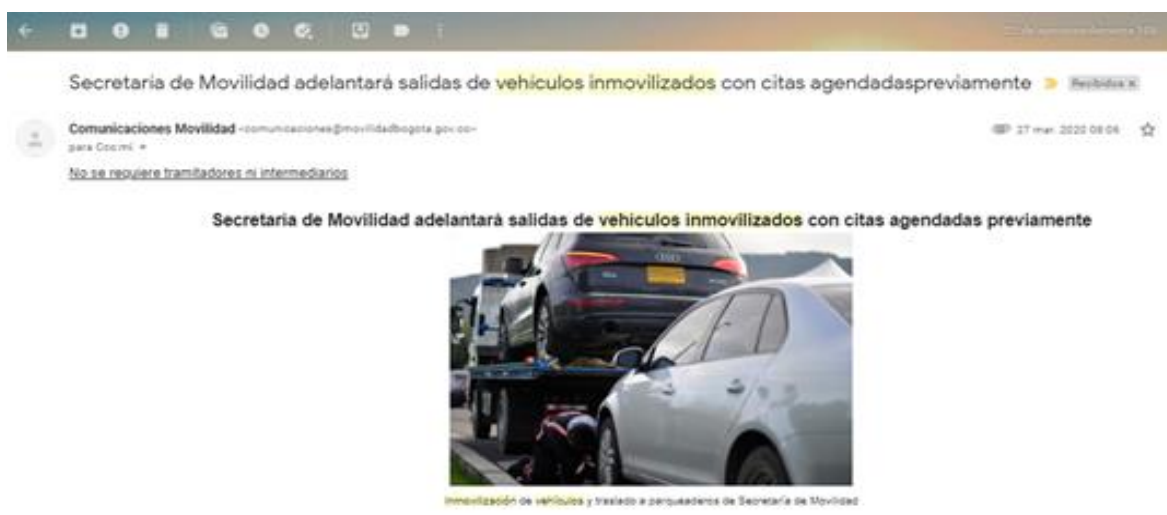 Secretaria de Movilidad adelantará salidas de vehículos inmovilizados con citas agendadaspreviamente Recibidos x
Comunicaciones Movilidad <comunicaciones@movilidadbogota.gov.co>
27 mar. 2020 08:06
para Cco:mí
No se requiere tramitadores ni intermediarios
Secretaria de Movilidad adelantará salidas de vehículos inmovilizados con citas agendadas previamente
Inmovilización de vehículos y traslado a parqueaderos de Secretaría de Movilidad